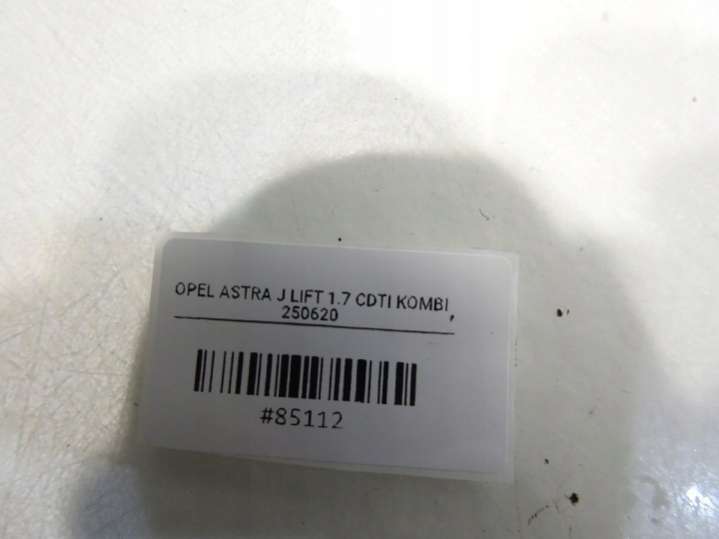 OPEL ASTRA J LIFT 1.7 CDTI KOMBI,
250620
#85112